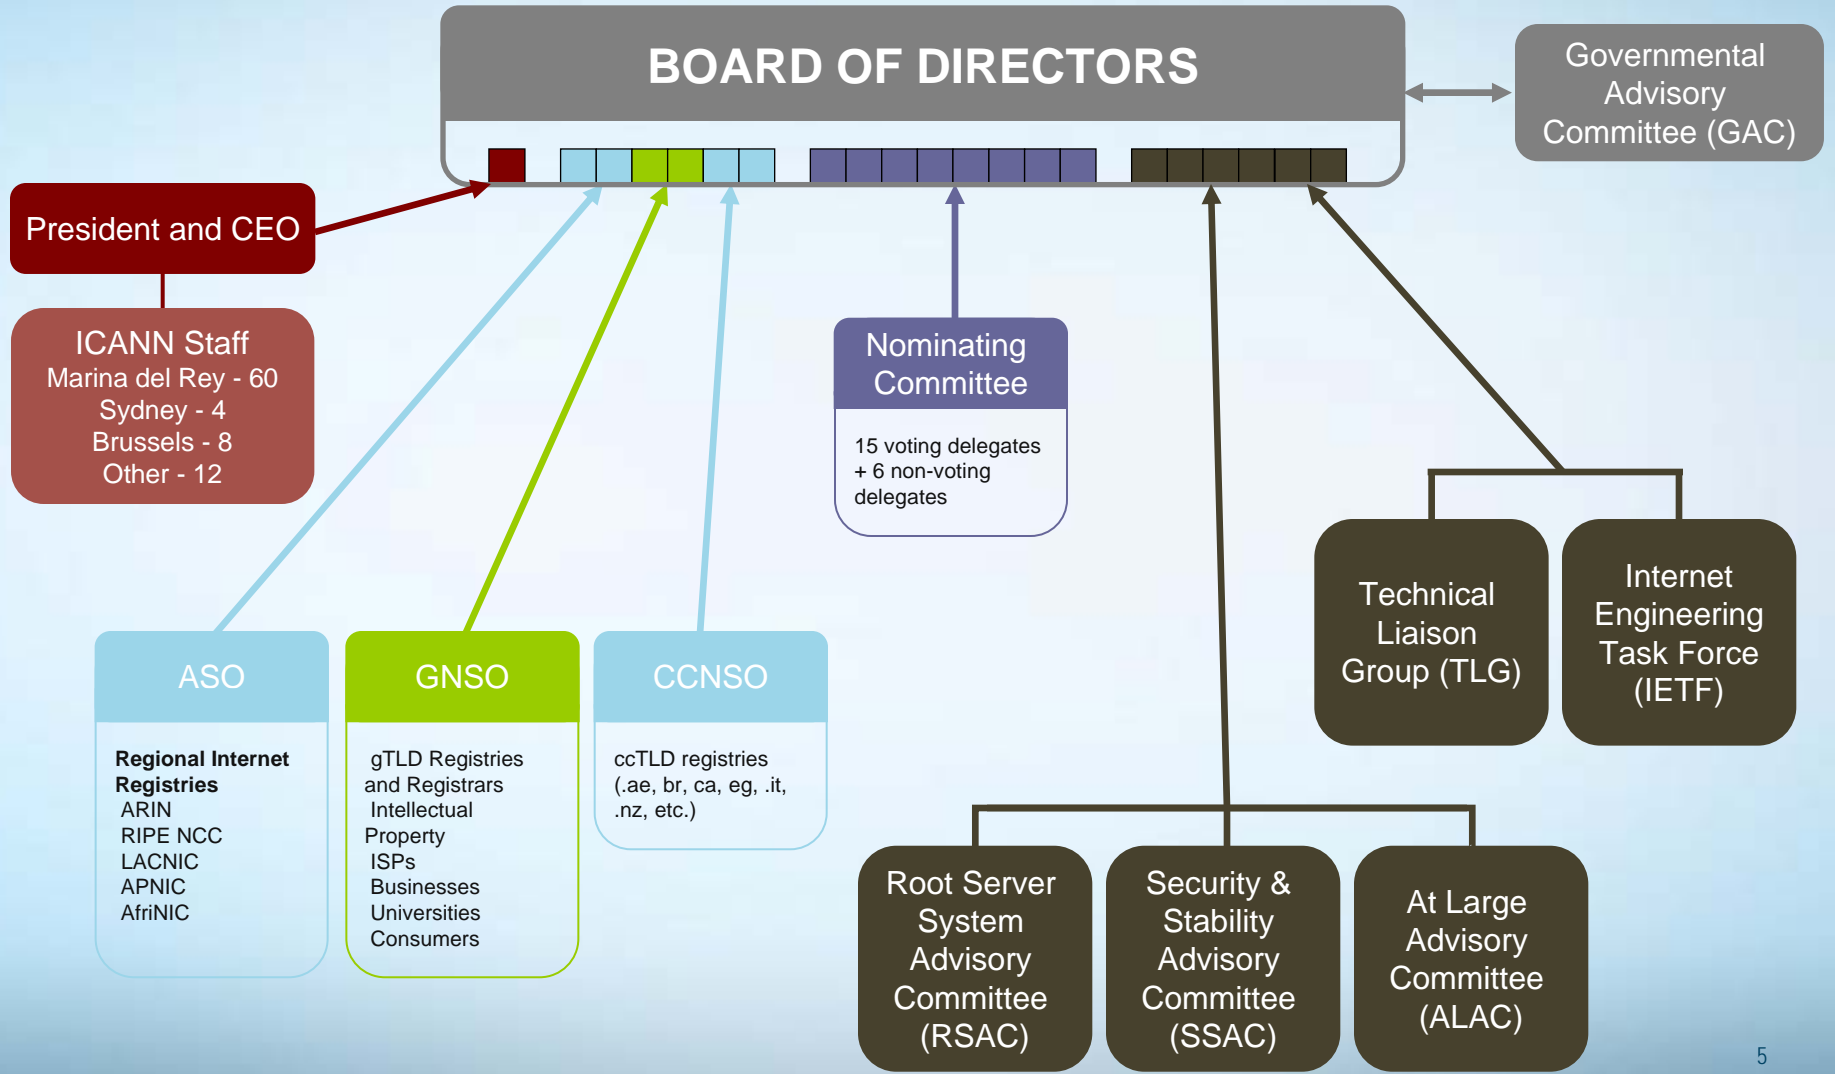 BOARD OF DIRECTORS
Governmental
Advisory
Committee (GAC)
President and CEO
ICANN Staff
Marina del Rey - 60
Sydney - 4
Brussels - 8
Other - 12
Nominating
Committee
15 voting delegates
+ 6 non-voting
delegates
Technical
Liaison
Group (TLG)
Internet
Engineering
Task Force
(IETF)
ASO
Regional Internet
Registries
ARIN
RIPE NCC
LACNIC
APNIC
AfriNIC
GNSO
gTLD Registries
and Registrars
Intellectual
Property
ISPs
Businesses
Universities
Consumers
CCNSO
ccTLD registries
(.ae, br, ca, eg, .it,
.nz, etc.)
Root Server
System
Advisory
Committee
(RSAC)
Security &
Stability
Advisory
Committee
(SSAC)
At Large
Advisory
Committee
(ALAC)
5